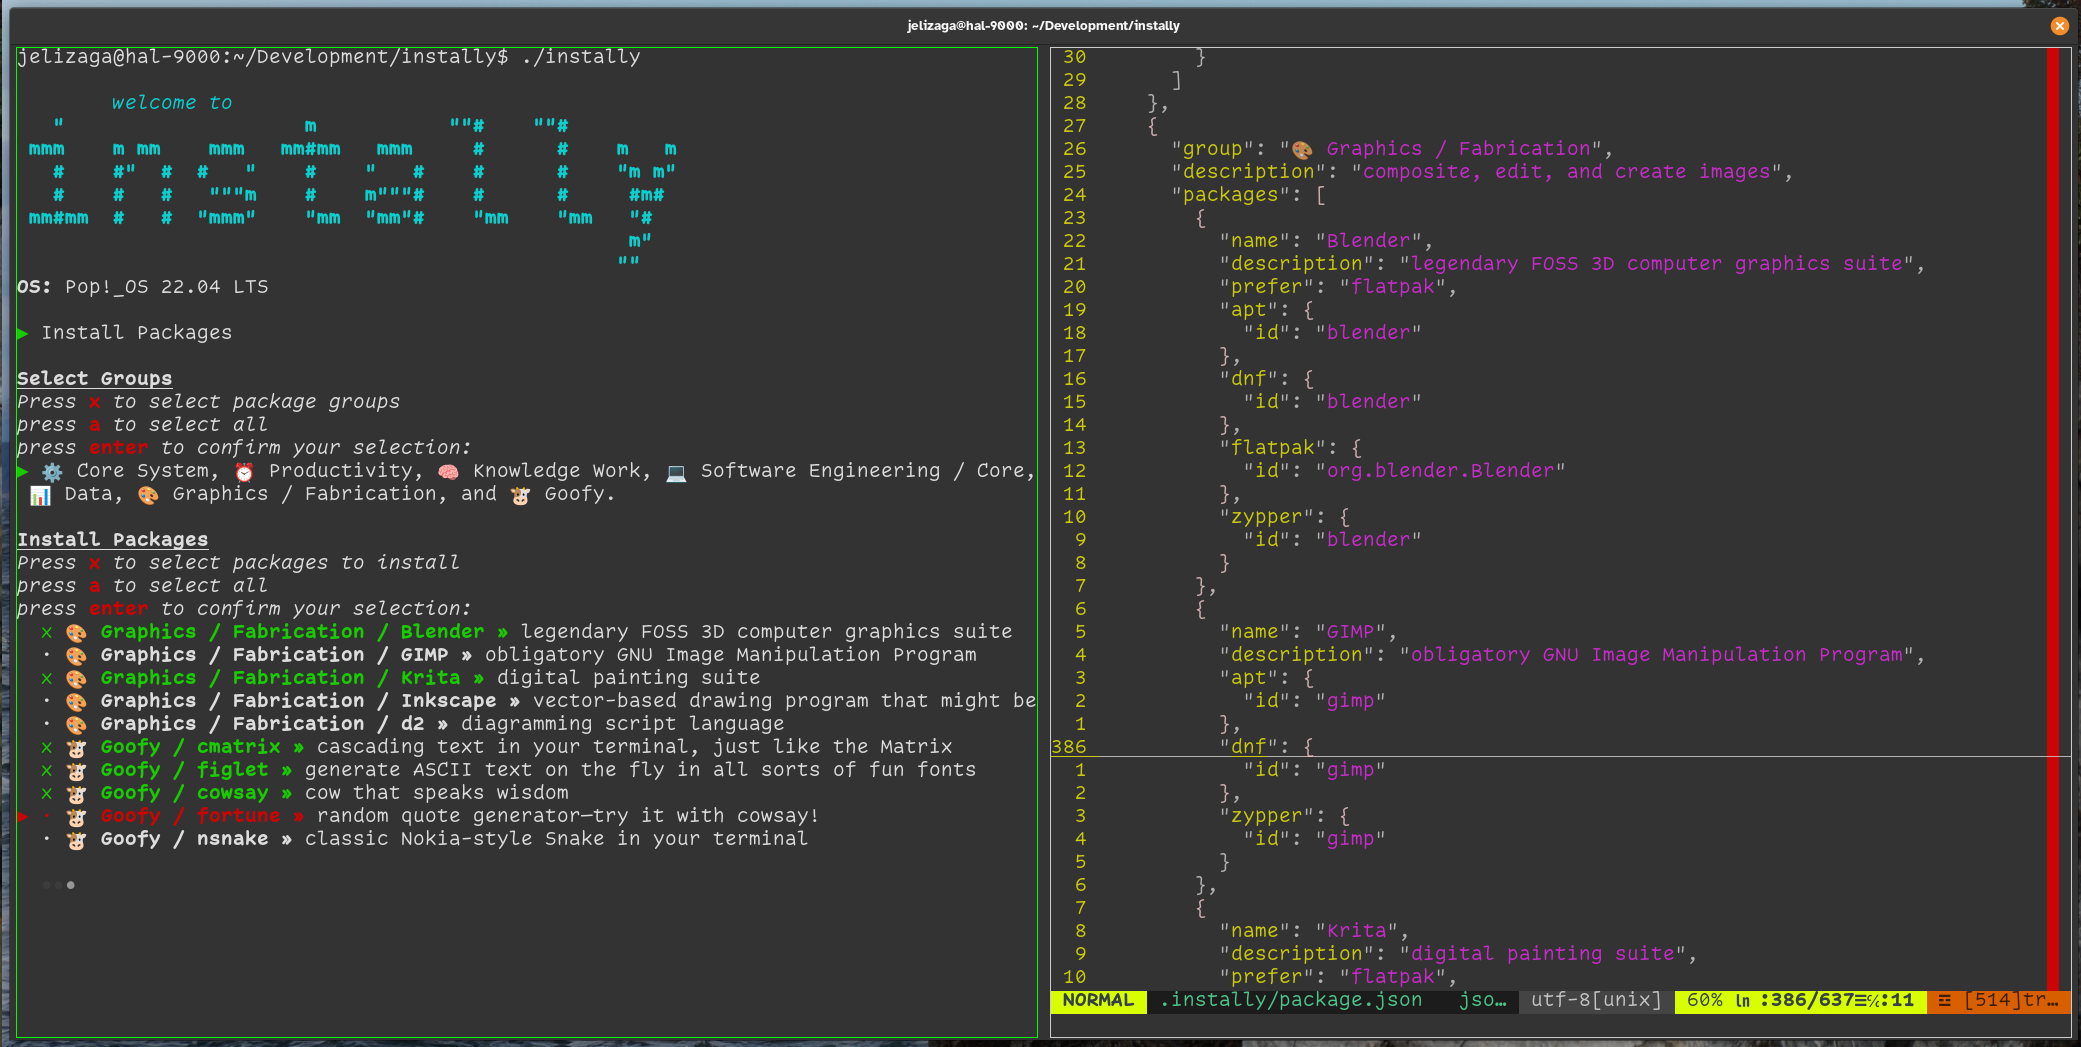 jelizaga@hal-9000: ~/Development/instally
jelizaga@hal-9000:~/Development/instally$ ./instally
welcome to
instally
OS: Pop!_OS 22.04 LTS
▶ Install Packages
Select Groups
Press x to select package groups
press a to select all
press enter to confirm your selection:
▶ ⚙️ Core System, ⏰ Productivity, 🧠 Knowledge Work, 💻 Software Engineering / Core,
📊 Data, 🎨 Graphics / Fabrication, and 🐮 Goofy.
Install Packages
Press x to select packages to install
press a to select all
press enter to confirm your selection:
x 🎨 Graphics / Fabrication / Blender » legendary FOSS 3D computer graphics suite
· 🎨 Graphics / Fabrication / GIMP » obligatory GNU Image Manipulation Program
x 🎨 Graphics / Fabrication / Krita » digital painting suite
· 🎨 Graphics / Fabrication / Inkscape » vector-based drawing program that might be
· 🎨 Graphics / Fabrication / d2 » diagramming script language
x 🐮 Goofy / cmatrix » cascading text in your terminal, just like the Matrix
x 🐮 Goofy / figlet » generate ASCII text on the fly in all sorts of fun fonts
x 🐮 Goofy / cowsay » cow that speaks wisdom
▶ · 🐮 Goofy / fortune » random quote generator—try it with cowsay!
· 🐮 Goofy / nsnake » classic Nokia-style Snake in your terminal
30 }
29 ]
28 },
27 {
26 "group": "🎨 Graphics / Fabrication",
25 "description": "composite, edit, and create images",
24 "packages": [
23 {
22 "name": "Blender",
21 "description": "legendary FOSS 3D computer graphics suite",
20 "prefer": "flatpak",
19 "apt": {
18 "id": "blender"
17 },
16 "dnf": {
15 "id": "blender"
14 },
13 "flatpak": {
12 "id": "org.blender.Blender"
11 },
10 "zypper": {
9 "id": "blender"
8 }
7 },
6 {
5 "name": "GIMP",
4 "description": "obligatory GNU Image Manipulation Program",
3 "apt": {
2 "id": "gimp"
1 },
386 "dnf": {
1 "id": "gimp"
2 },
3 "zypper": {
4 "id": "gimp"
5 }
6 },
7 {
8 "name": "Krita",
9 "description": "digital painting suite",
10 "prefer": "flatpak",
NORMAL .instally/package.json jso… utf-8[unix] 60% ln :386/637≡℅:11 ☲ [514]tr…